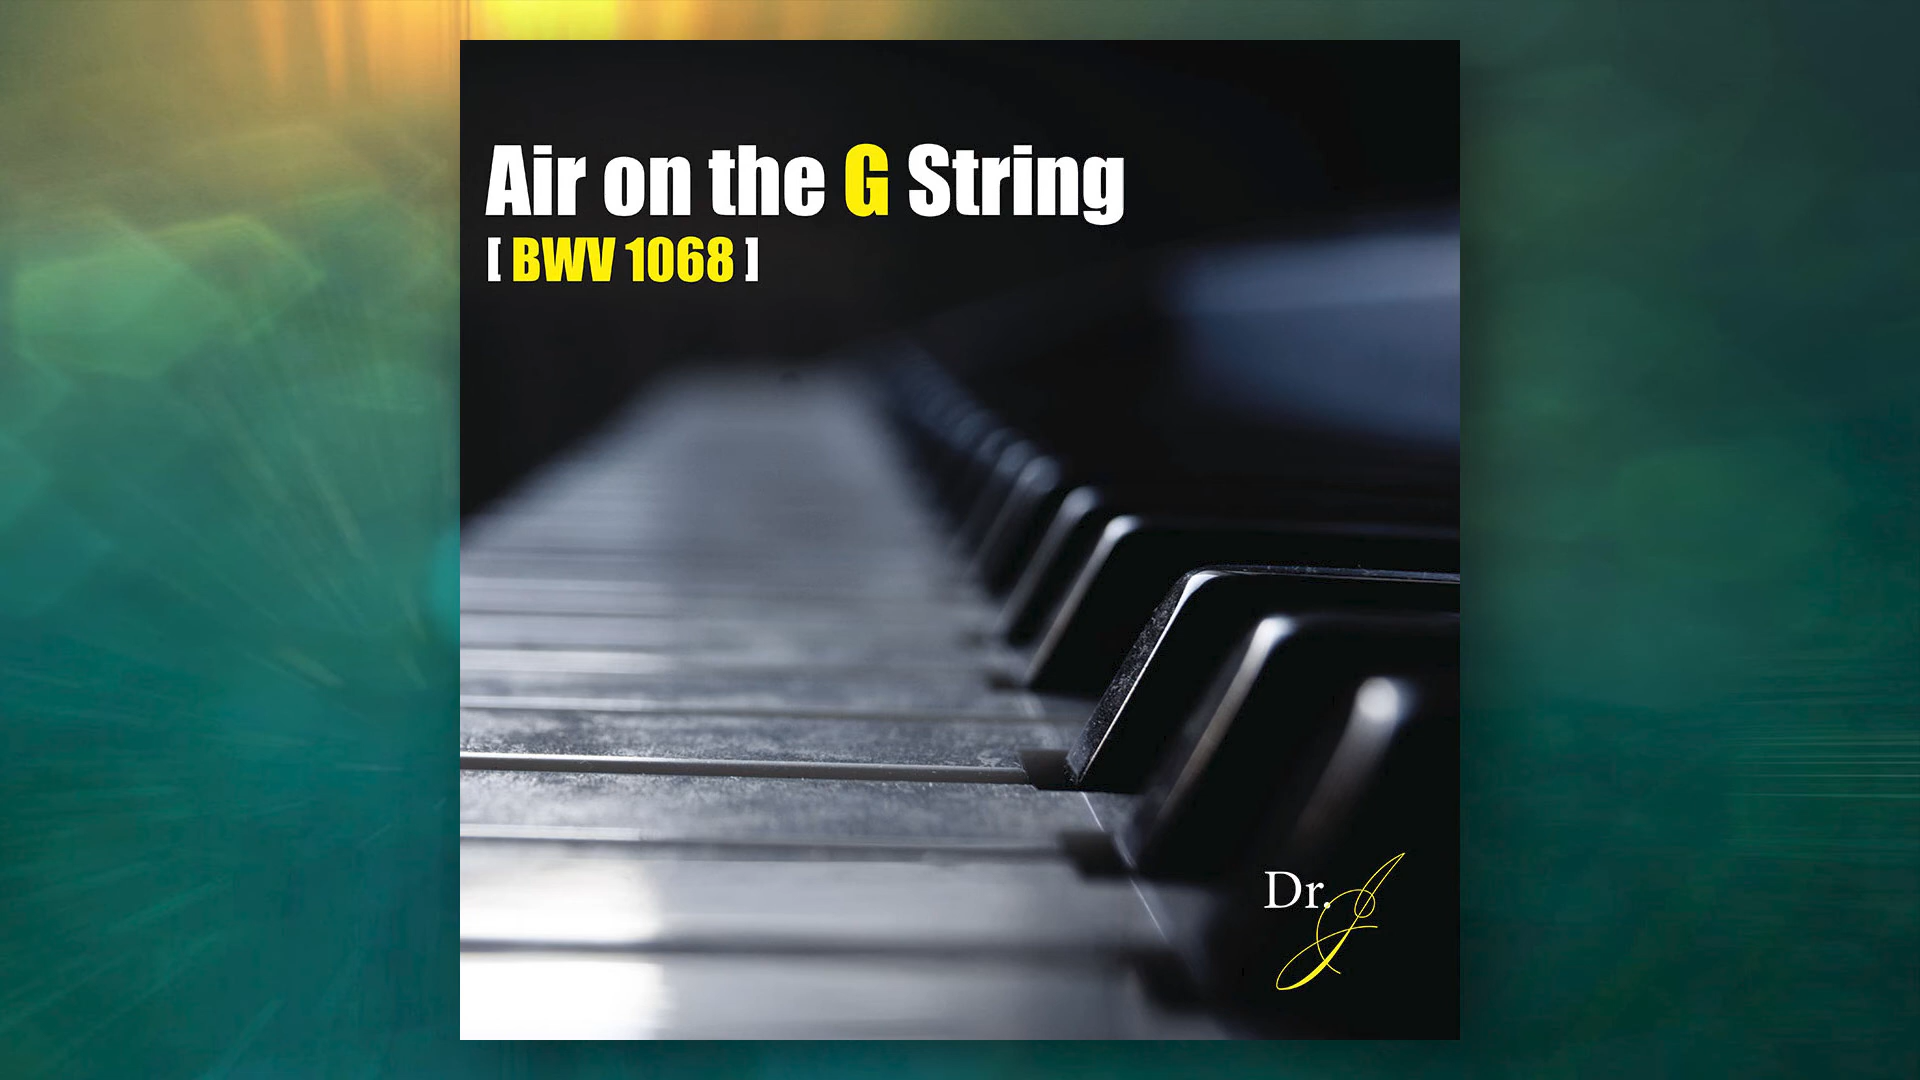 Air on the G String
[ BWV 1068 ]
Dr. J